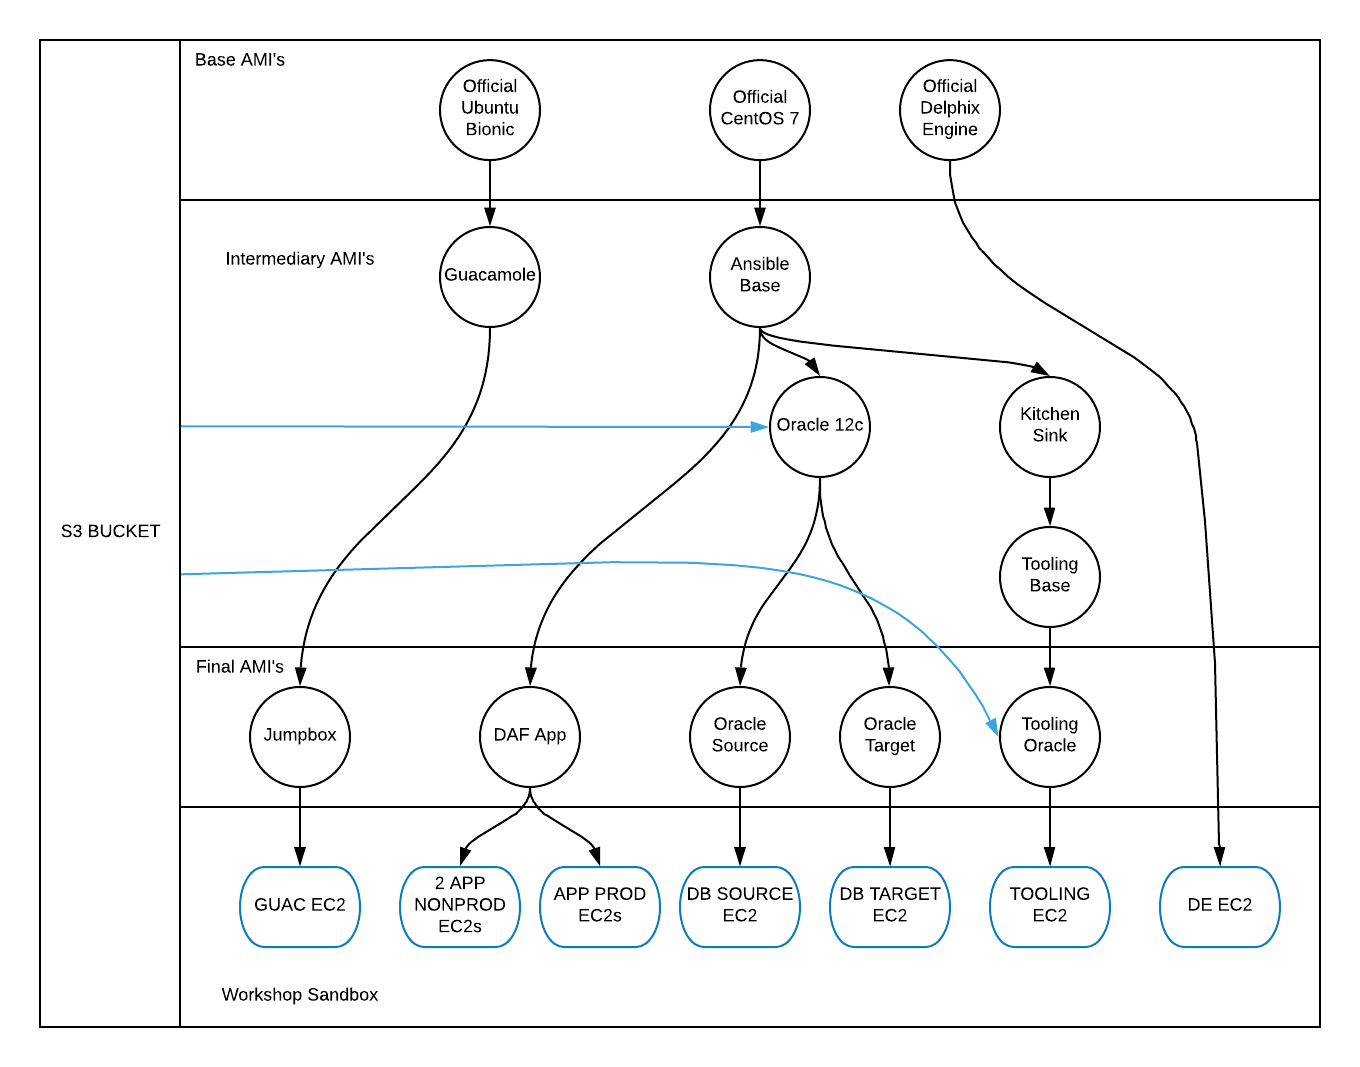 Base AMI's
Official
Ubuntu
Bionic
Official
CentOS 7
Official
Delphix
Engine
Intermediary AMI's
Guacamole
Ansible
Base
Oracle 12c
Kitchen
Sink
S3 BUCKET
Tooling
Base
Final AMI's
Jumpbox
DAF App
Oracle
Source
Oracle
Target
Tooling
Oracle
GUAC EC2
2 APP
NONPROD
EC2s
APP PROD
EC2s
DB SOURCE
EC2
DB TARGET
EC2
TOOLING
EC2
DE EC2
Workshop Sandbox